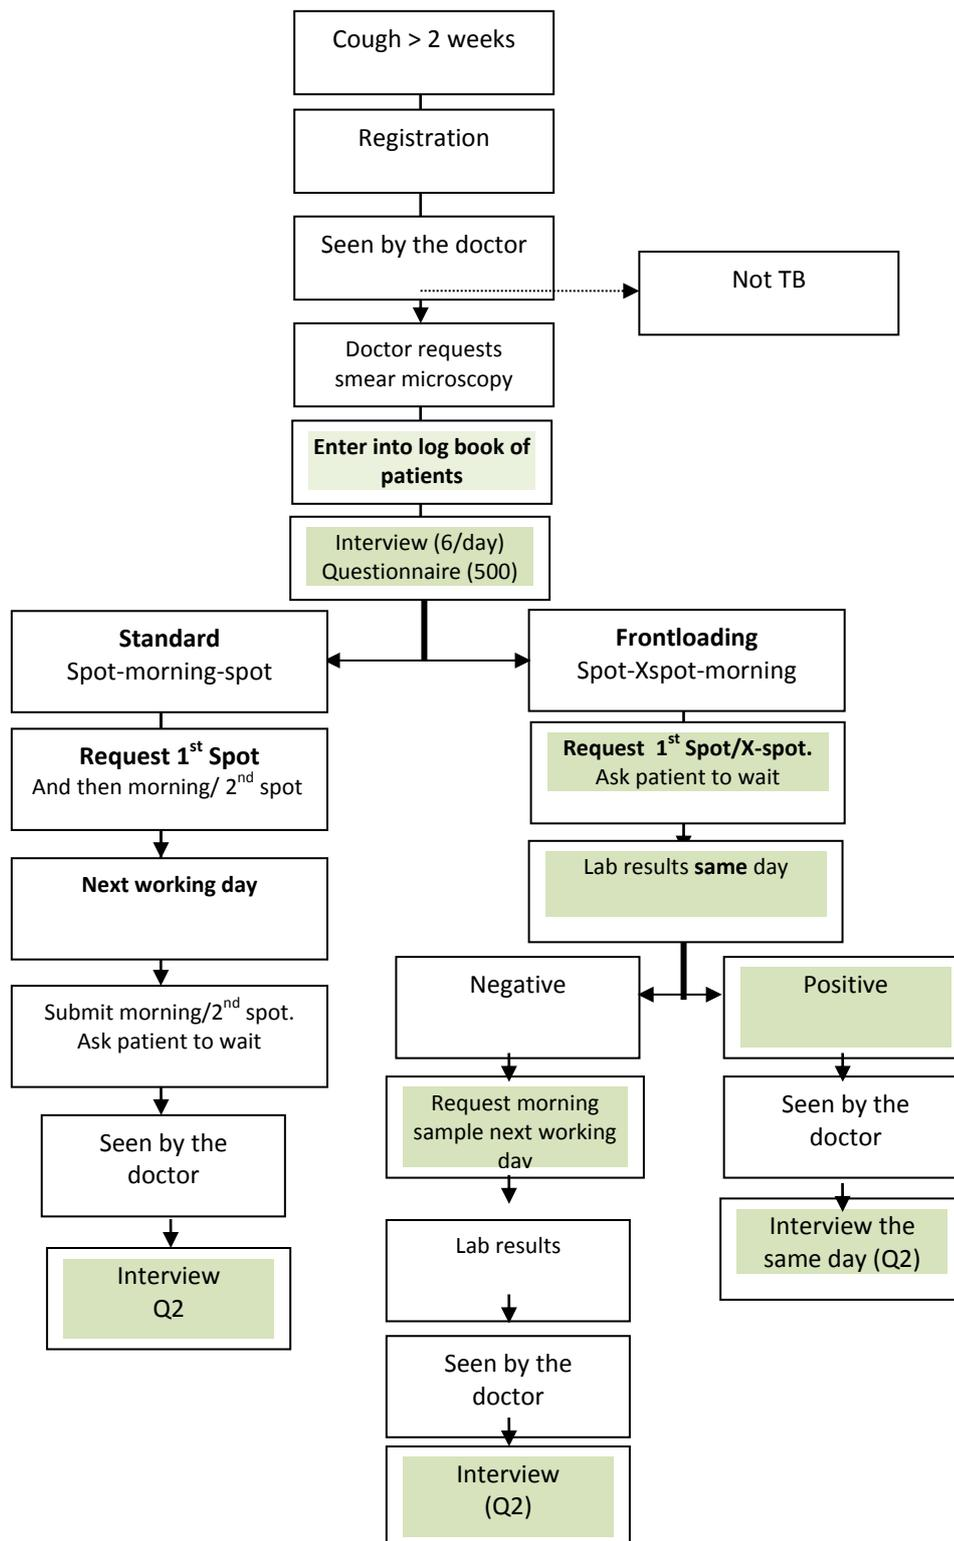 Cough > 2 weeks
Registration
Seen by the doctor
Not TB
Doctor requests
smear microscopy
Enter into log book of
patients
Interview (6/day)
Questionnaire (500)
Standard
Spot-morning-spot
Frontloading
Spot-Xspot-morning
Request 1st Spot
And then morning/ 2nd spot
Request 1st Spot/X-spot.
Ask patient to wait
Next working day
Lab results same day
Submit morning/2nd spot.
Ask patient to wait
Negative
Positive
Request morning
sample next working
day
Seen by the
doctor
Seen by the
doctor
Interview the
same day (Q2)
Lab results
Interview
Q2
Seen by the
doctor
Interview
(Q2)